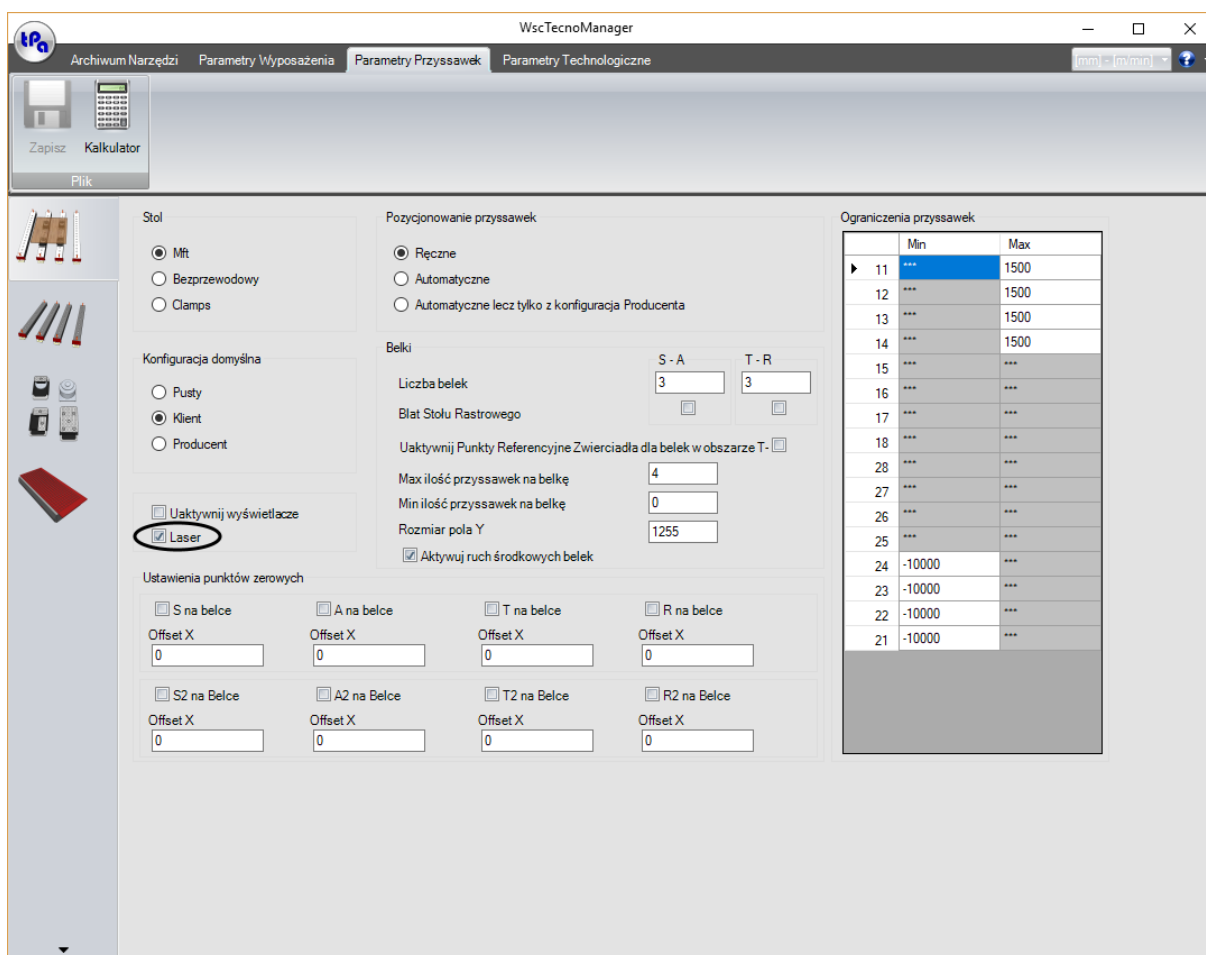 WscTecnoManager
tPa
Archiwum Narzędzi Parametry Wyposażenia Parametry Przyssawek Parametry Technologiczne [mm] - [m/min]
Zapisz Kalkulator
Plik
Stol
Mft
Bezprzewodowy
Clamps
Pozycjonowanie przyssawek
Ręczne
Automatyczne
Automatyczne lecz tylko z konfiguracja Producenta
Konfiguracja domyślna
Pusty
Klient
Producent
Uaktywnij wyświetlacze
Laser
Belki
S - A T - R
Liczba belek 3 3
Blat Stołu Rastrowego
Uaktywnij Punkty Referencyjne Zwierciadła dla belek w obszarze T-
Max ilość przyssawek na belkę 4
Min ilość przyssawek na belkę 0
Rozmiar pola Y 1255
Aktywuj ruch środkowych belek
Ustawienia punktów zerowych
S na belce A na belce T na belce R na belce
Offset X Offset X Offset X Offset X
0 0 0 0
S2 na Belce A2 na Belce T2 na Belce R2 na Belce
Offset X Offset X Offset X Offset X
0 0 0 0
Ograniczenia przyssawek
Min Max
11 *** 1500
12 *** 1500
13 *** 1500
14 *** 1500
15 *** ***
16 *** ***
17 *** ***
18 *** ***
28 *** ***
27 *** ***
26 *** ***
25 *** ***
24 -10000 ***
23 -10000 ***
22 -10000 ***
21 -10000 ***